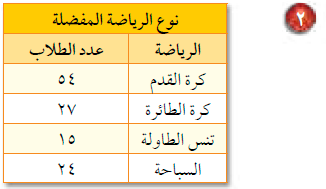 ٢
نوع الرياضة المفضلة
الرياضة عدد الطلاب
كرة القدم ٥٤
كرة الطائرة ٢٧
تنس الطاولة ١٥
السباحة ٢٤